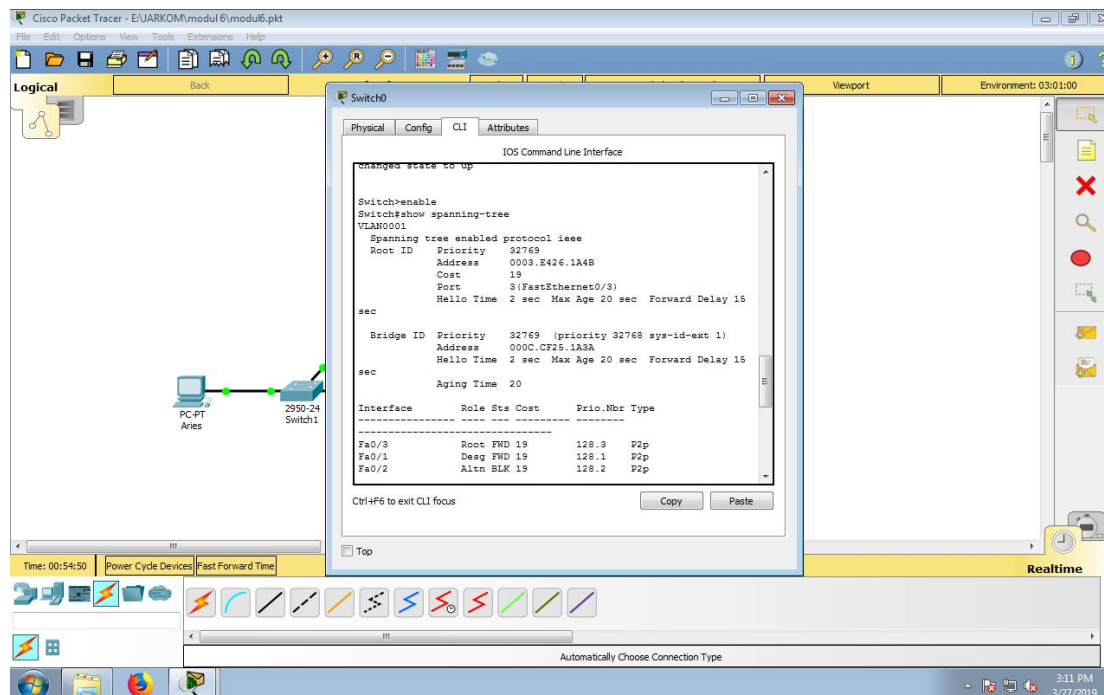 Cisco Packet Tracer - E:\JARKOM\modul 6\modul6.pkt
File Edit Options View Tools Extensions Help
Logical
Back
Viewport
Environment: 03:01:00
Switch0
Physical Config CLI Attributes
IOS Command Line Interface
changed state to up
Switch>enable
Switch#show spanning-tree
VLAN0001
Spanning tree enabled protocol ieee
Root ID Priority 32769
Address 0003.E426.1A4B
Cost 19
Port 3(FastEthernet0/3)
Hello Time 2 sec Max Age 20 sec Forward Delay 15
sec
Bridge ID Priority 32769 (priority 32768 sys-id-ext 1)
Address 000C.CF25.1A3A
Hello Time 2 sec Max Age 20 sec Forward Delay 15
sec
Aging Time 20
Interface Role Sts Cost Prio.Nbr Type
---------------- ---- --- --------- --------
--------------------------------
Fa0/3 Root FWD 19 128.3 P2p
Fa0/1 Desg FWD 19 128.1 P2p
Fa0/2 Altn BLK 19 128.2 P2p
Ctrl+F6 to exit CLI focus
Copy
Paste
Top
PC-PT
Aries
2950-24
Switch1
Time: 00:54:50
Power Cycle Devices
Fast Forward Time
Realtime
Automatically Choose Connection Type
3:11 PM
3/27/2019